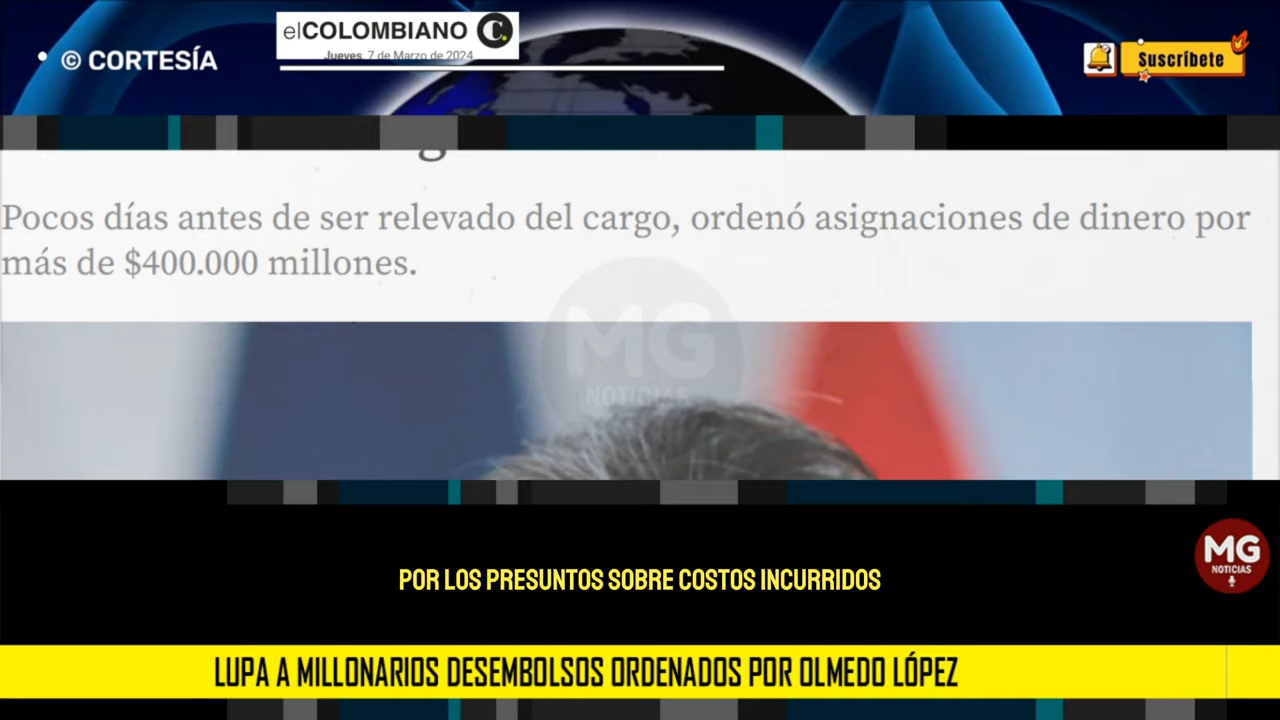 © CORTESÍA
elCOLOMBIANO C.
Jueves, 7 de Marzo de 2024
Suscríbete
Pocos días antes de ser relevado del cargo, ordenó asignaciones de dinero por
más de $400.000 millones.
MG
NOTICIAS
POR LOS PRESUNTOS SOBRE COSTOS INCURRIDOS
MG
NOTICIAS
LUPA A MILLONARIOS DESEMBOLSOS ORDENADOS POR OLMEDO LÓPEZ